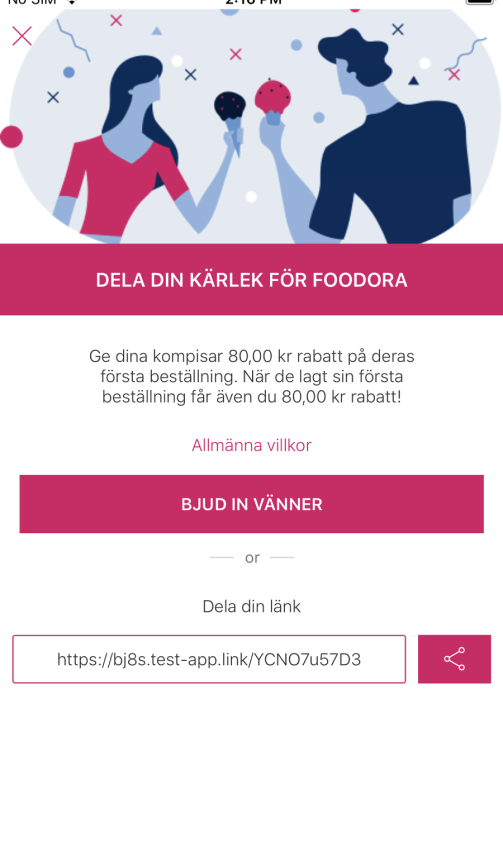 No SIM
2:10 PM
DELA DIN KÄRLEK FÖR FOODORA
Ge dina kompisar 80,00 kr rabatt på deras
första beställning. När de lagt sin första
beställning får även du 80,00 kr rabatt!
Allmänna villkor
BJUD IN VÄNNER
or
Dela din länk
https://bj8s.test-app.link/YCNO7u57D3